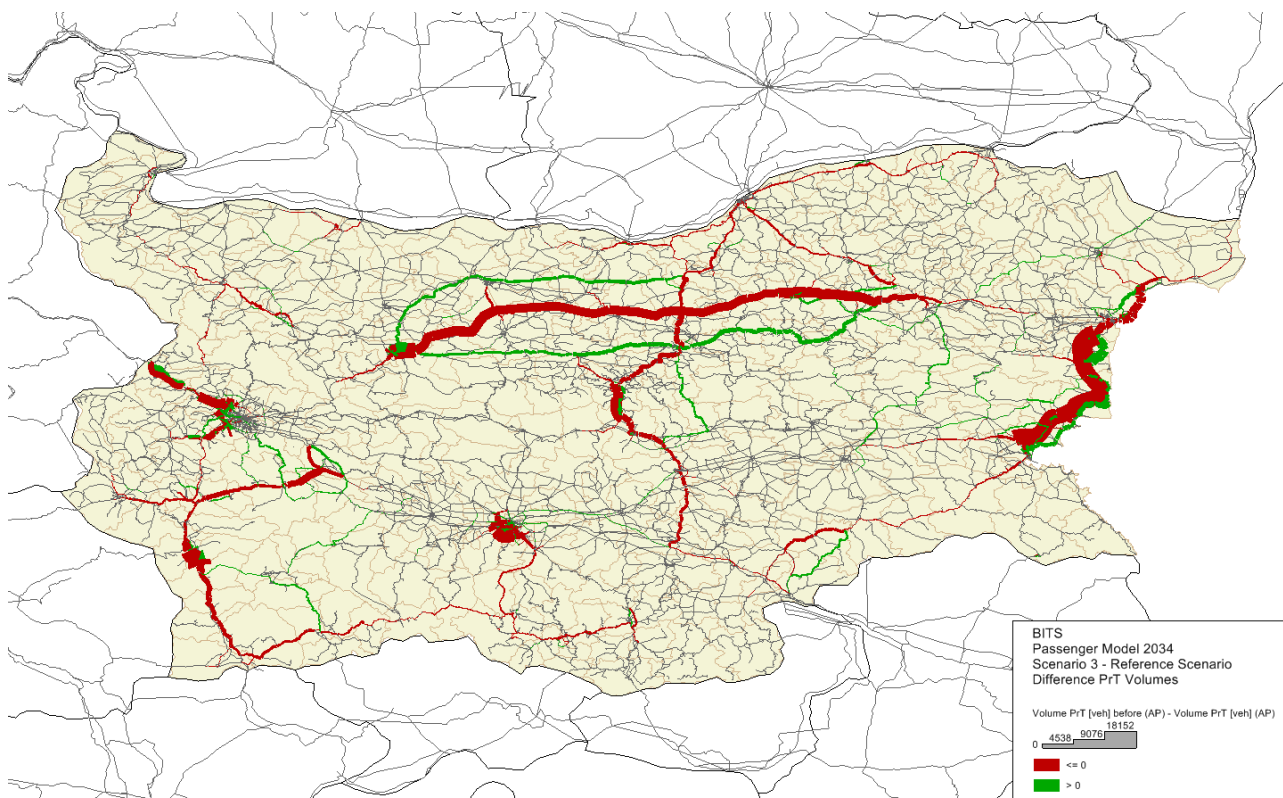 BITS
Passenger Model 2034
Scenario 3 - Reference Scenario
Difference PrT Volumes
Volume PrT [veh] before (AP) - Volume PrT [veh] (AP)
0 4538 9076 18152
<= 0
> 0